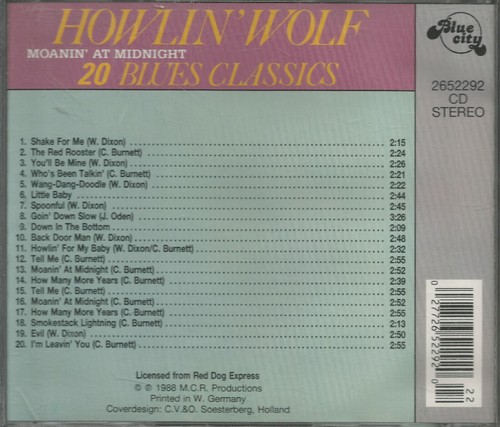 HOWLIN' WOLF
MOANIN' AT MIDNIGHT
20 BLUES CLASSICS
Blue city
2652292
CD
STEREO
1. Shake For Me (W. Dixon) 2:15
2. The Red Rooster (C. Burnett) 2:24
3. You'll Be Mine (W. Dixon) 2:26
4. Who's Been Talkin' (C. Burnett) 2:21
5. Wang-Dang-Doodle (W. Dixon) 2:22
6. Little Baby 2:44
7. Spoonful (W. Dixon) 2:45
8. Goin' Down Slow (J. Oden) 3:26
9. Down In The Bottom 2:09
10. Back Door Man (W. Dixon) 2:48
11. Howlin' For My Baby (W. Dixon/C. Burnett) 2:32
12. Tell Me (C. Burnett) 2:55
13. Moanin' At Midnight (C. Burnett) 2:52
14. How Many More Years (C. Burnett) 2:39
15. Tell Me (C. Burnett) 2:55
16. Moanin' At Midnight (C. Burnett) 2:52
17. How Many More Years (C. Burnett) 2:55
18. Smokestack Lightning (C. Burnett) 2:13
19. Evil (W. Dixon) 2:50
20. I'm Leavin' You (C. Burnett) 2:55
Licensed from Red Dog Express
© ℗ 1988 M.C.R. Productions
Printed in W. Germany
Coverdesign: C.V.&O. Soesterberg, Holland
0 27726 52292 0
22